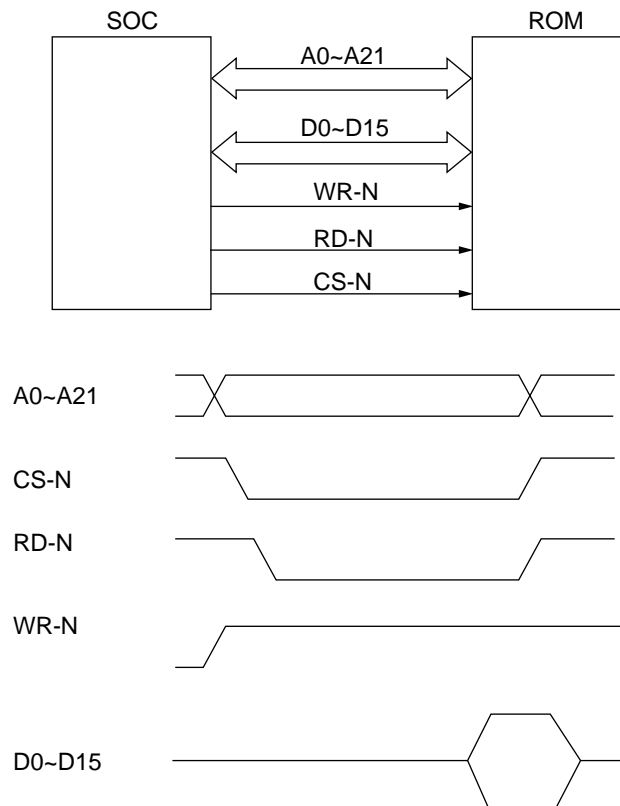 SOC
ROM
A0~A21
D0~D15
WR-N
RD-N
CS-N
A0~A21
CS-N
RD-N
WR-N
D0~D15